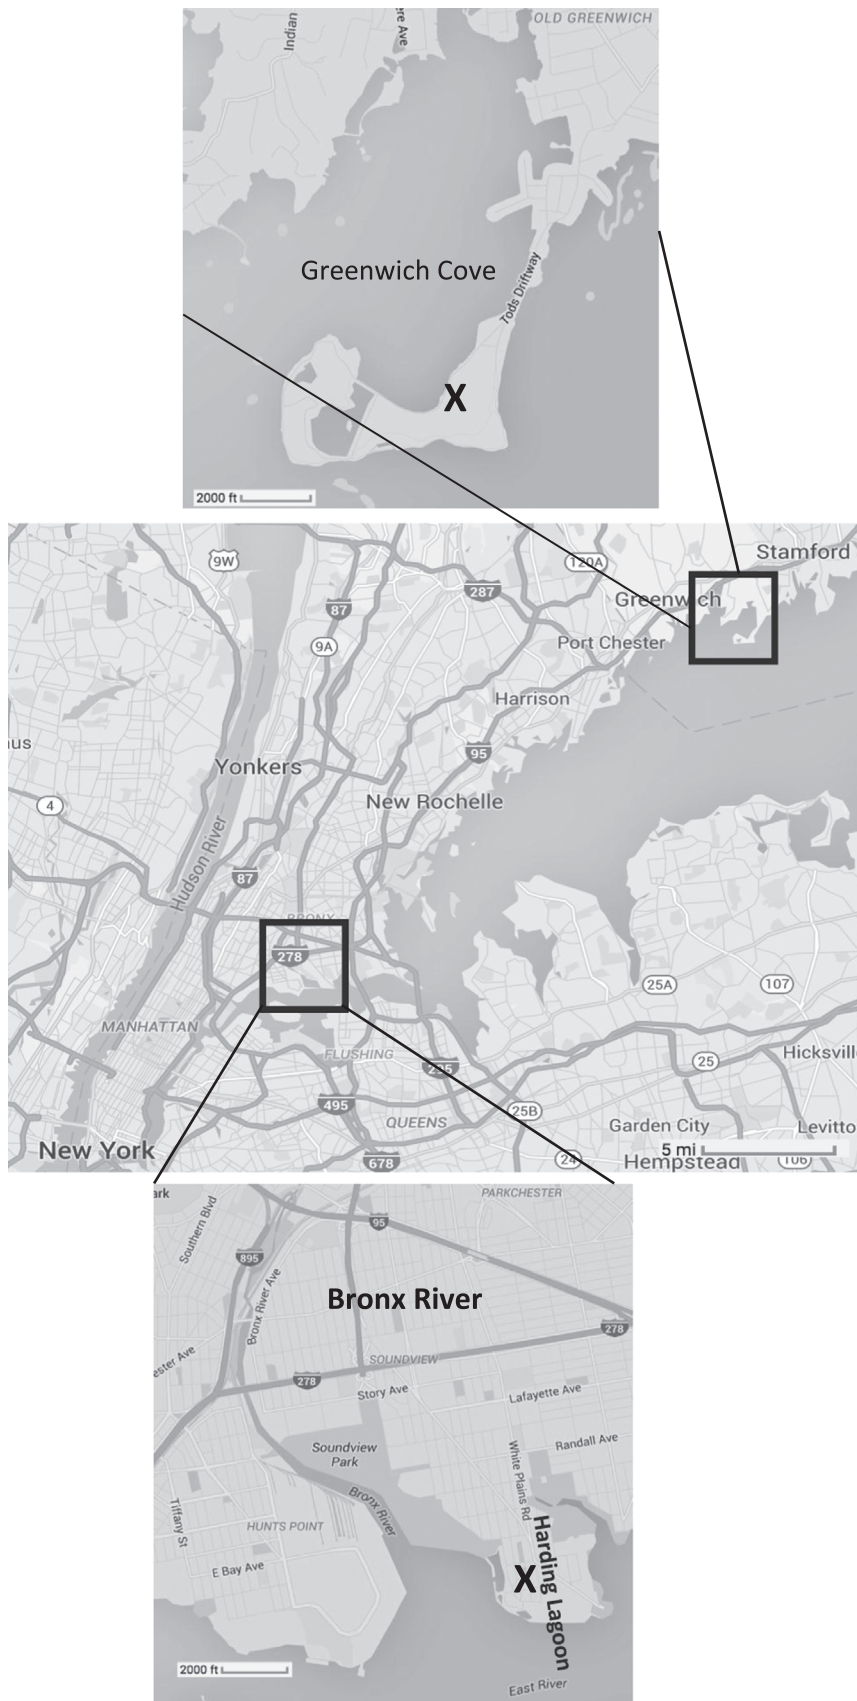 OLD GREENWICH
Indian
ere Ave
Greenwich Cove
Tods Driftway
X
2000 ft
9W
120A
Stamford
287
Greenwich
87
9A
Port Chester
Harrison
us
95
Yonkers
New Rochelle
4
Hudson River
87
BRONX
278
25A
107
MANHATTAN
FLUSHING
Hicksville
295
25
495
25B
QUEENS
Garden City
Levitto
New York
5 mi
678
24
Hempstead
106
ark
PARKCHESTER
Southern Blvd
95
895
Bronx River Ave
Bronx River
278
ester Ave
SOUNDVIEW
278
Story Ave
Lafayette Ave
Soundview
Park
White Plains Rd
Randall Ave
Bronx River
Tiffany St
HUNTS POINT
Harding Lagoon
E Bay Ave
X
2000 ft
East River